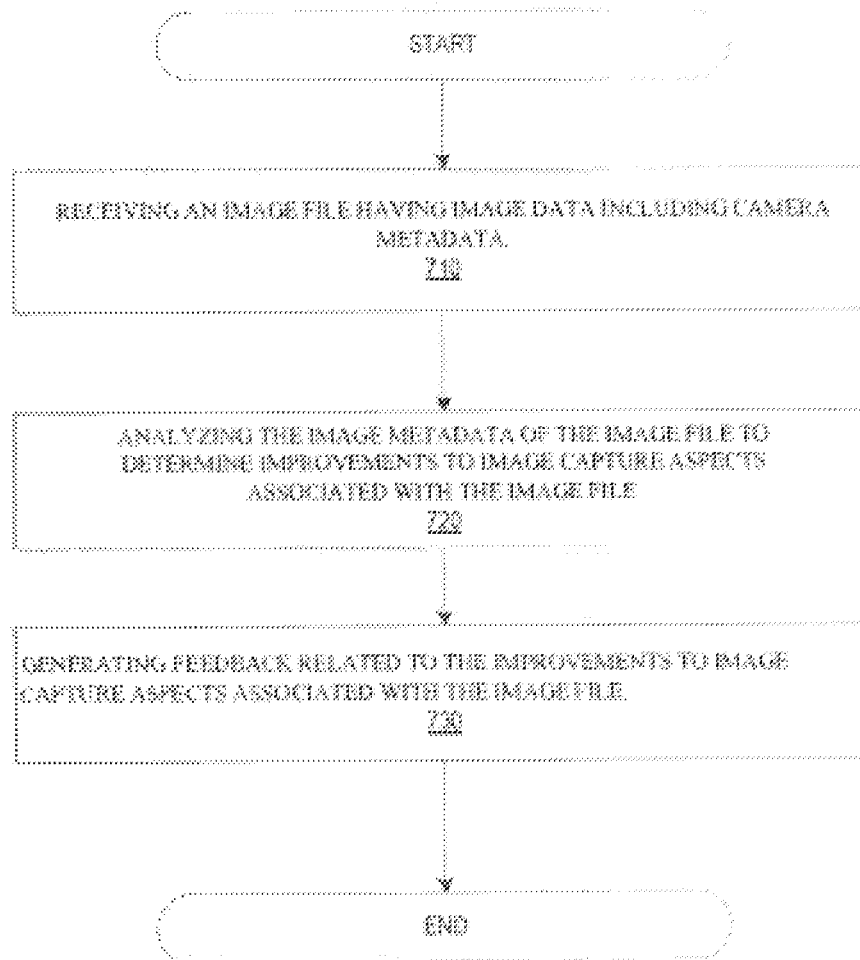 START
RECEIVING AN IMAGE FILE HAVING IMAGE DATA INCLUDING CAMERA
METADATA.
710
ANALYZING THE IMAGE METADATA OF THE IMAGE FILE TO
DETERMINE IMPROVEMENTS TO IMAGE CAPTURE ASPECTS
ASSOCIATED WITH THE IMAGE FILE
720
GENERATING FEEDBACK RELATED TO THE IMPROVEMENTS TO IMAGE
CAPTURE ASPECTS ASSOCIATED WITH THE IMAGE FILE.
730
END